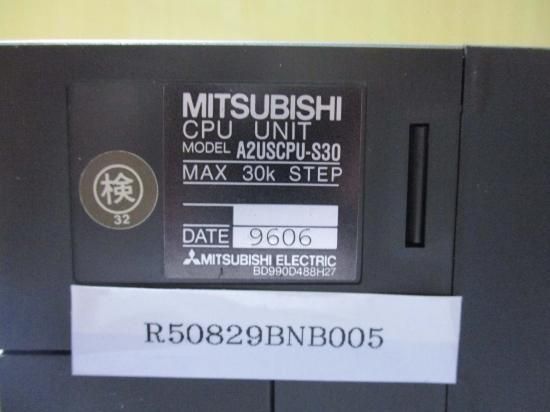 MITSUBISHI
CPU UNIT
MODEL A2USCPU-S30
MAX 30k STEP
DATE 9606
MITSUBISHI ELECTRIC
BD990D488H27
検
32
R50829BNB005